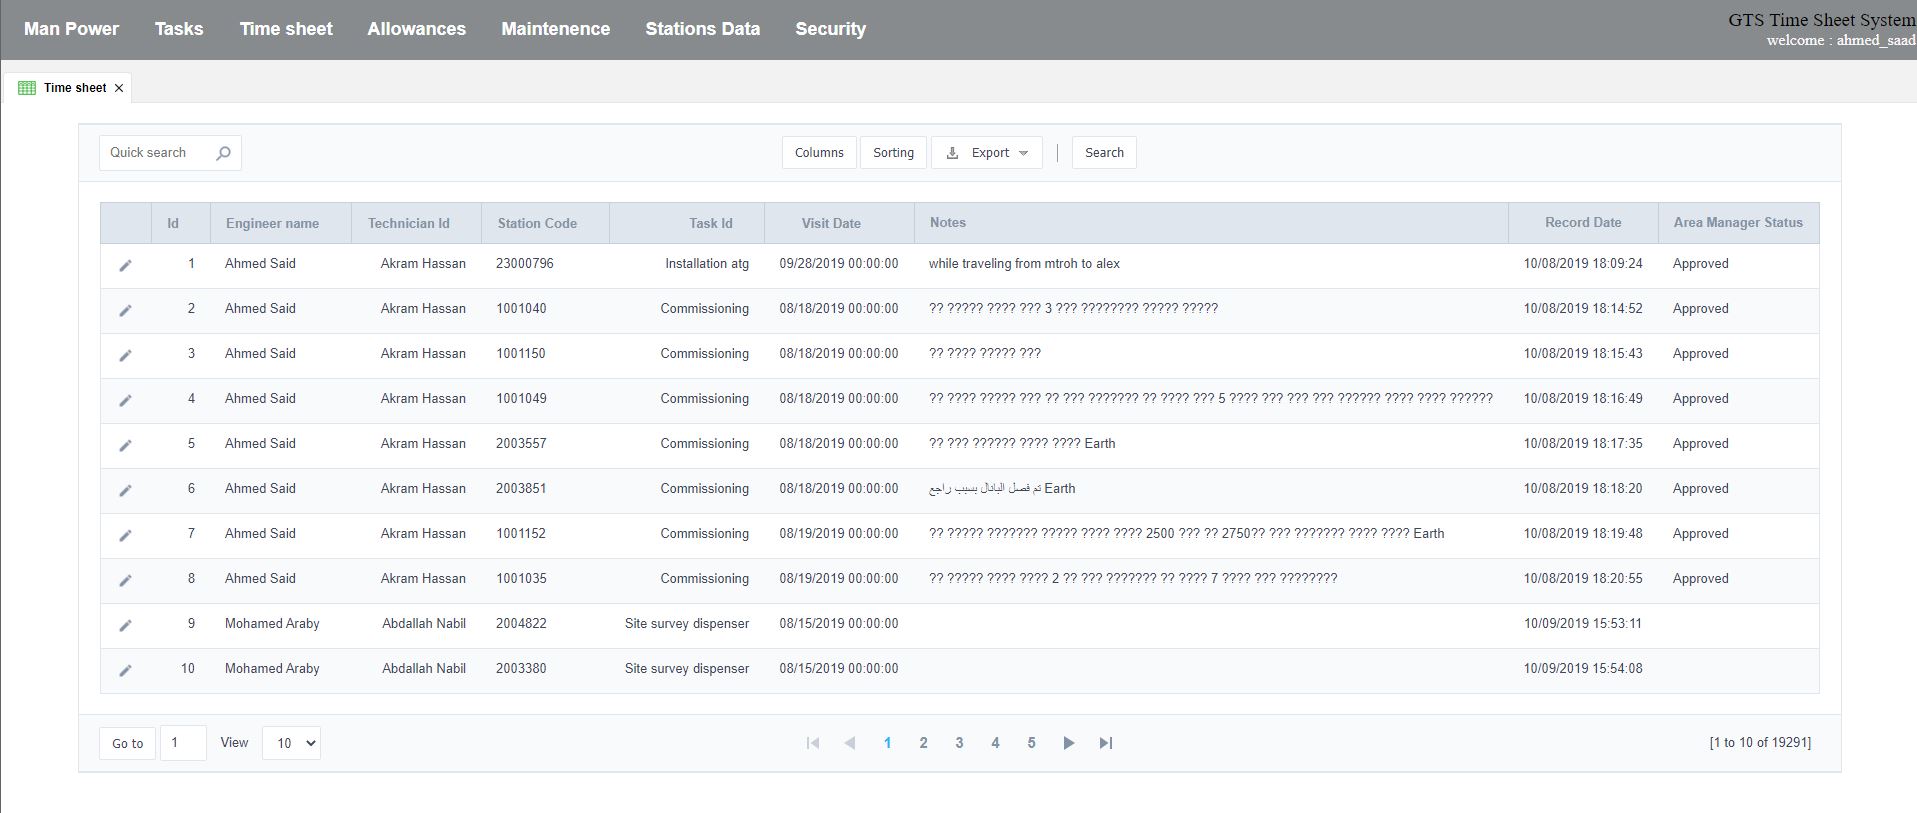 Man Power Tasks Time sheet Allowances Maintenence Stations Data Security
GTS Time Sheet System
welcome : ahmed_saad
Time sheet
Quick search Columns Sorting Export Search
Id Engineer name Technician Id Station Code Task Id Visit Date Notes Record Date Area Manager Status
1 Ahmed Said Akram Hassan 23000796 Installation atg 09/28/2019 00:00:00 while traveling from mtroh to alex 10/08/2019 18:09:24 Approved
2 Ahmed Said Akram Hassan 1001040 Commissioning 08/18/2019 00:00:00 ?? ????? ???? ??? 3 ??? ???????? ????? ????? 10/08/2019 18:14:52 Approved
3 Ahmed Said Akram Hassan 1001150 Commissioning 08/18/2019 00:00:00 ?? ???? ????? ??? 10/08/2019 18:15:43 Approved
4 Ahmed Said Akram Hassan 1001049 Commissioning 08/18/2019 00:00:00 ?? ???? ????? ??? ?? ??? ??????? ?? ???? ??? 5 ???? ??? ??? ??? ?????? ???? ???? ?????? 10/08/2019 18:16:49 Approved
5 Ahmed Said Akram Hassan 2003557 Commissioning 08/18/2019 00:00:00 ?? ??? ?????? ???? ???? Earth 10/08/2019 18:17:35 Approved
6 Ahmed Said Akram Hassan 2003851 Commissioning 08/18/2019 00:00:00 تم فصل البانال بسبب راجع Earth 10/08/2019 18:18:20 Approved
7 Ahmed Said Akram Hassan 1001152 Commissioning 08/19/2019 00:00:00 ?? ????? ??????? ????? ???? ???? 2500 ??? ?? 2750?? ??? ??????? ???? ???? Earth 10/08/2019 18:19:48 Approved
8 Ahmed Said Akram Hassan 1001035 Commissioning 08/19/2019 00:00:00 ?? ????? ???? ???? 2 ?? ??? ??????? ?? ???? 7 ???? ??? ???????? 10/08/2019 18:20:55 Approved
9 Mohamed Araby Abdallah Nabil 2004822 Site survey dispenser 08/15/2019 00:00:00 10/09/2019 15:53:11
10 Mohamed Araby Abdallah Nabil 2003380 Site survey dispenser 08/15/2019 00:00:00 10/09/2019 15:54:08
Go to 1 View 10 1 2 3 4 5 [1 to 10 of 19291]